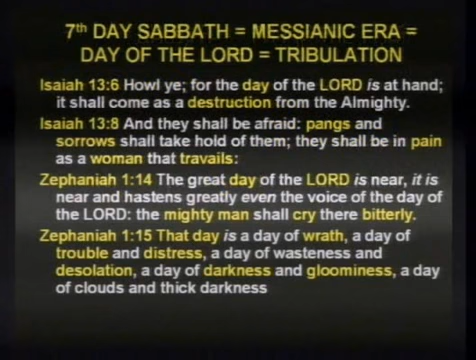 7th DAY SABBATH = MESSIANIC ERA =
DAY OF THE LORD = TRIBULATION
Isaiah 13:6 Howl ye; for the day of the LORD is at hand;
it shall come as a destruction from the Almighty.
Isaiah 13:8 And they shall be afraid: pangs and
sorrows shall take hold of them; they shall be in pain
as a woman that travails:
Zephaniah 1:14 The great day of the LORD is near, it is
near and hastens greatly even the voice of the day of
the LORD: the mighty man shall cry there bitterly.
Zephaniah 1:15 That day is a day of wrath, a day of
trouble and distress, a day of wasteness and
desolation, a day of darkness and gloominess, a day
of clouds and thick darkness